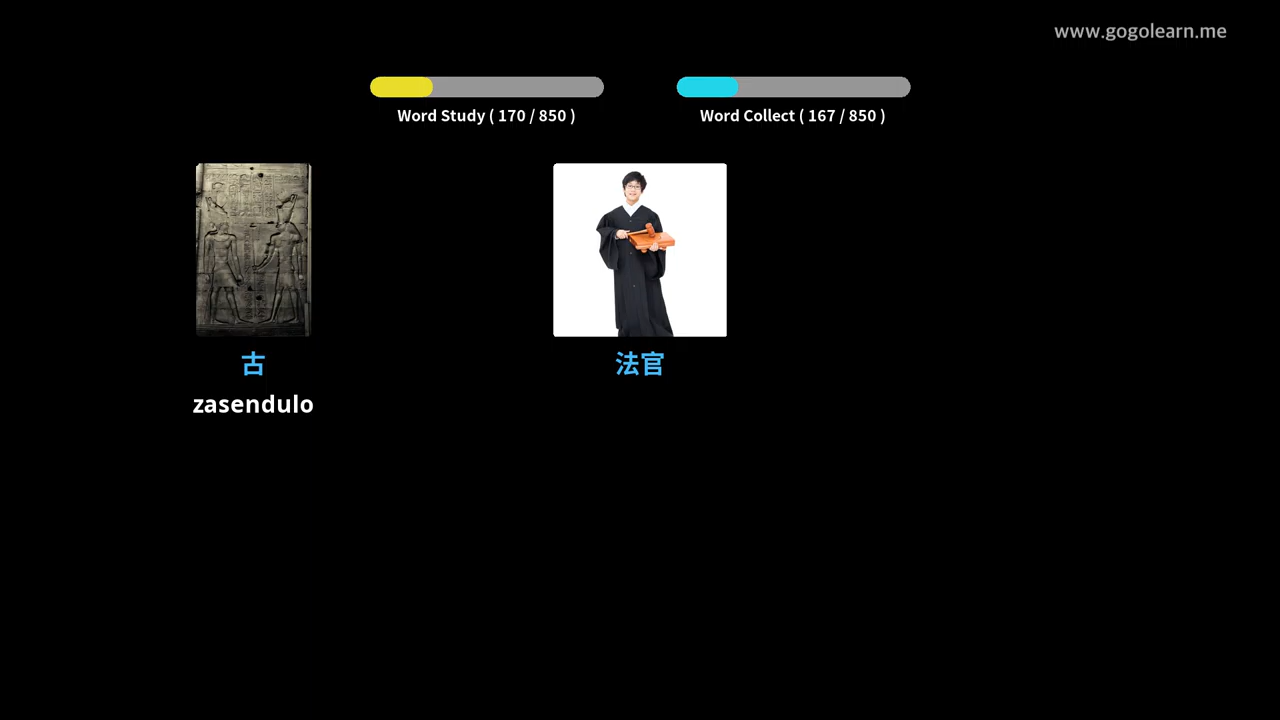 www.gogolearn.me
Word Study ( 170 / 850 )
Word Collect ( 167 / 850 )
古
法官
zasendulo